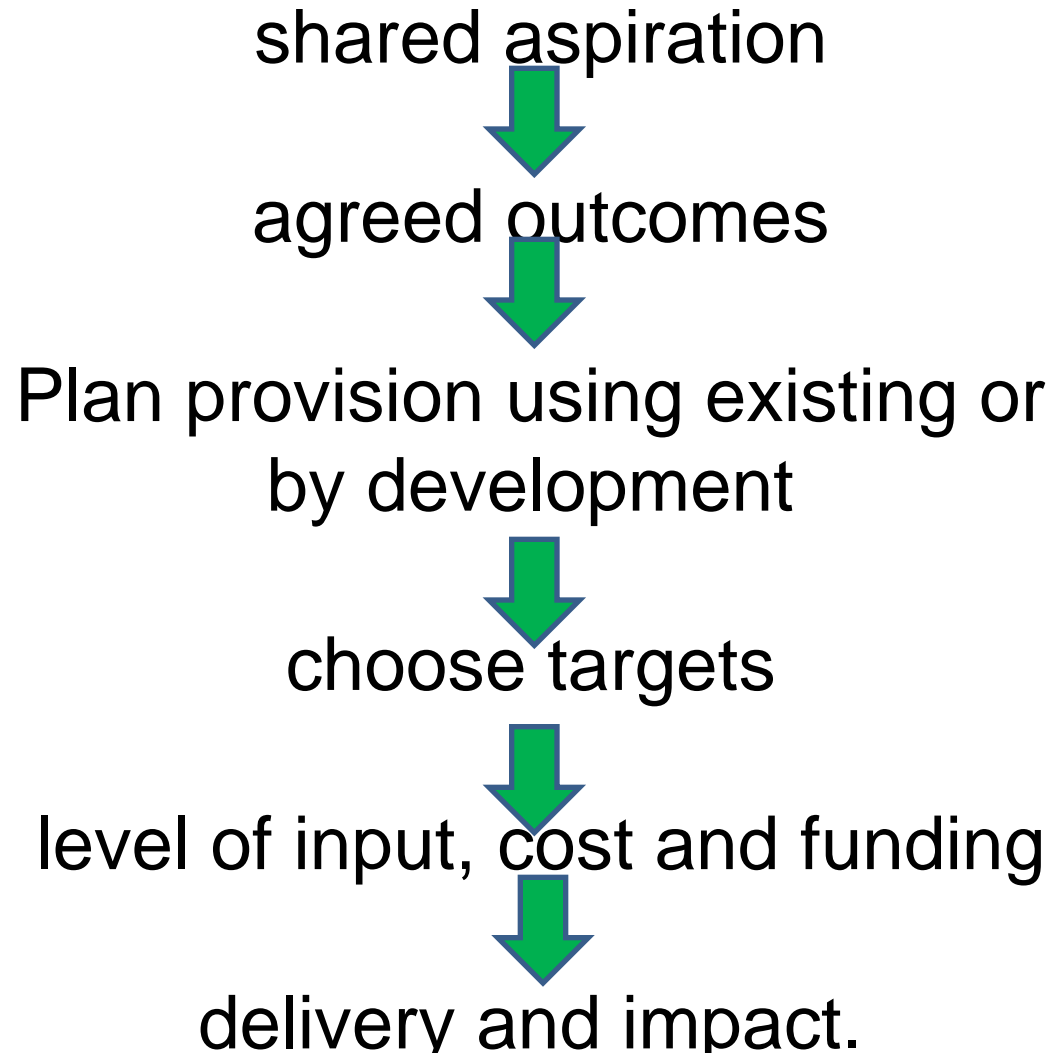 shared aspiration
agreed outcomes
Plan provision using existing or
by development
choose targets
level of input, cost and funding
delivery and impact.